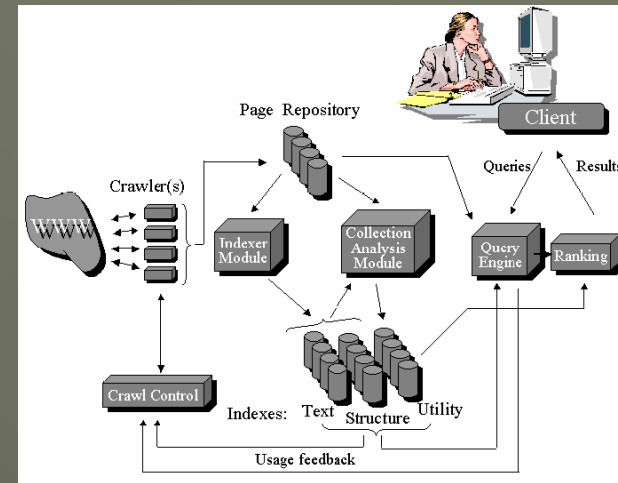 Client
Page Repository
Queries
Results
Crawler(s)
WWW
Indexer
Module
Collection
Analysis
Module
Query
Engine
Ranking
Crawl Control
Indexes:
Text
Structure
Utility
Usage feedback